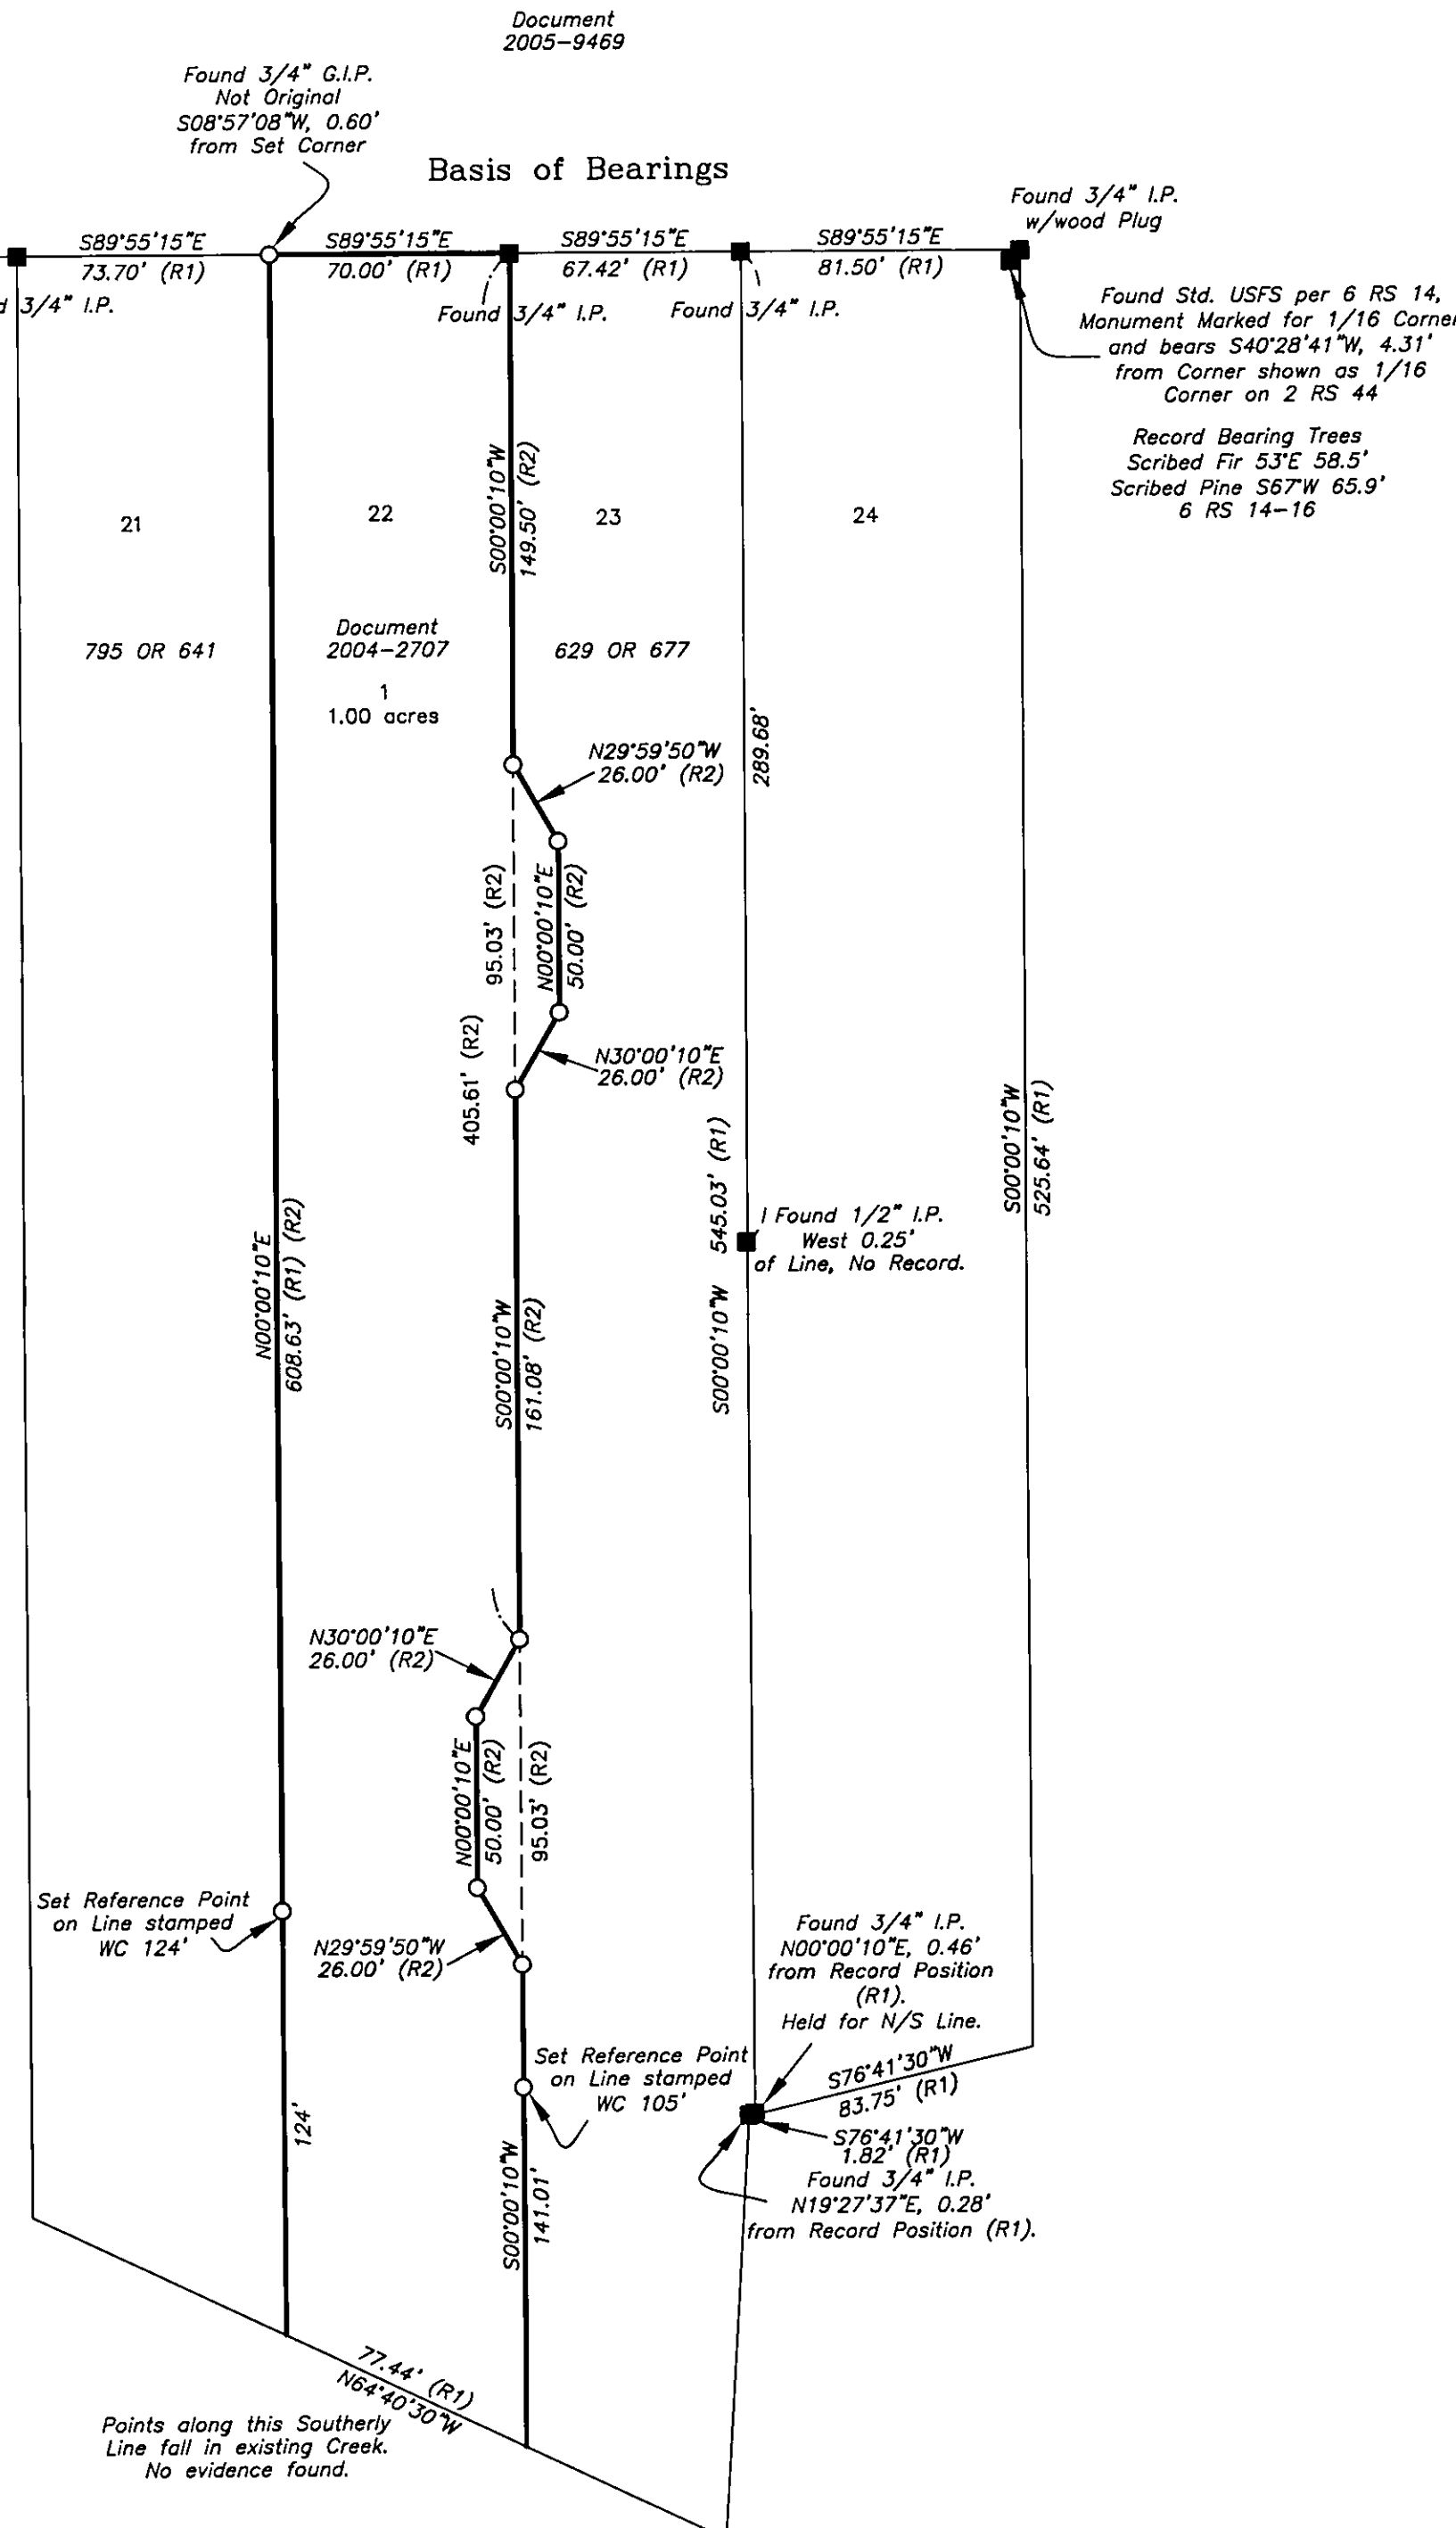 Document
2005-9469
Found 3/4" G.I.P.
Not Original
S08°57'08"W, 0.60'
from Set Corner
Basis of Bearings
Found 3/4" I.P.
w/wood Plug
S89°55'15"E
73.70' (R1)
S89°55'15"E
70.00' (R1)
S89°55'15"E
67.42' (R1)
S89°55'15"E
81.50' (R1)
3/4" I.P.
Found 3/4" I.P.
Found 3/4" I.P.
Found Std. USFS per 6 RS 14,
Monument Marked for 1/16 Corner
and bears S40°28'41"W, 4.31'
from Corner shown as 1/16
Corner on 2 RS 44
Record Bearing Trees
Scribed Fir 53°E 58.5'
Scribed Pine S67°W 65.9'
6 RS 14-16
S00°00'10"W
149.50' (R2)
21
22
23
24
795 OR 641
Document
2004-2707
629 OR 677
1
1.00 acres
289.68'
N29°59'50"W
26.00' (R2)
95.03' (R2)
N00°00'10"E
50.00' (R2)
405.61' (R2)
N30°00'10"E
26.00' (R2)
S00°00'10"W
525.64' (R1)
S00°00'10"W 545.03' (R1)
Found 1/2" I.P.
West 0.25'
of Line, No Record.
N00°00'10"E
608.63' (R1) (R2)
S00°00'10"W
161.08' (R2)
N30°00'10"E
26.00' (R2)
N00°00'10"E
50.00' (R2)
95.03' (R2)
Set Reference Point
on Line stamped
WC 124'
N29°59'50"W
26.00' (R2)
Found 3/4" I.P.
N00°00'10"E, 0.46'
from Record Position
(R1).
Held for N/S Line.
Set Reference Point
on Line stamped
WC 105'
S76°41'30"W
83.75' (R1)
S76°41'30"W
1.82' (R1)
Found 3/4" I.P.
N19°27'37"E, 0.28'
from Record Position (R1).
124'
S00°00'10"W
141.01'
77.44' (R1)
N64°40'30"W
Points along this Southerly
Line fall in existing Creek.
No evidence found.